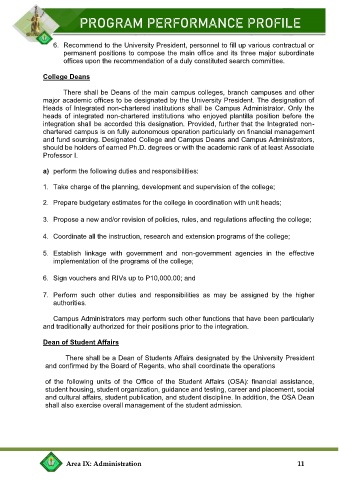 PROGRAM PERFORMANCE PROFILE
6. Recommend to the University President, personnel to fill up various contractual or
permanent positions to compose the main office and its three major subordinate
offices upon the recommendation of a duly constituted search committee.
College Deans
There shall be Deans of the main campus colleges, branch campuses and other
major academic offices to be designated by the University President. The designation of
Heads of Integrated non-chartered institutions shall be Campus Administrator. Only the
heads of integrated non-chartered institutions who enjoyed plantilla position before the
integration shall be accorded this designation. Provided, further that the Integrated non-
chartered campus is on fully autonomous operation particularly on financial management
and fund sourcing. Designated College and Campus Deans and Campus Administrators,
should be holders of earned Ph.D. degrees or with the academic rank of at least Associate
Professor I.
a) perform the following duties and responsibilities;
1. Take charge of the planning, development and supervision of the college;
2. Prepare budgetary estimates for the college in coordination with unit heads;
3. Propose a new and/or revision of policies, rules, and regulations affecting the college;
4. Coordinate all the instruction, research and extension programs of the college;
5. Establish linkage with government and non-government agencies in the effective
implementation of the programs of the college;
6. Sign vouchers and RIVs up to P10,000.00; and
7. Perform such other duties and responsibilities as may be assigned by the higher
authorities.
Campus Administrators may perform such other functions that have been particularly
and traditionally authorized for their positions prior to the integration.
Dean of Student Affairs
There shall be a Dean of Students Affairs designated by the University President
and confirmed by the Board of Regents, who shall coordinate the operations
of the following units of the Office of the Student Affairs (OSA): financial assistance,
student housing, student organization, guidance and testing, career and placement, social
and cultural affairs, student publication, and student discipline. In addition, the OSA Dean
shall also exercise overall management of the student admission.
Area IX: Administration 11